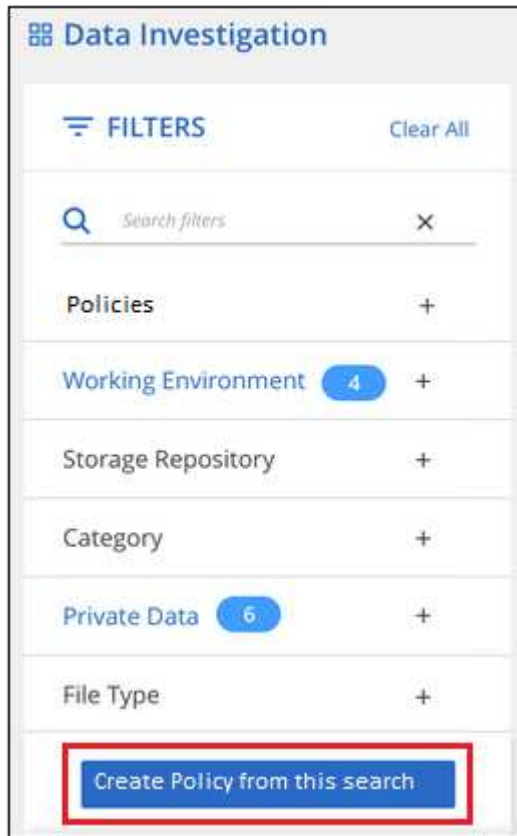 Data Investigation
FILTERS Clear All
Search filters
Policies
Working Environment 4
Storage Repository
Category
Private Data 6
File Type
Create Policy from this search